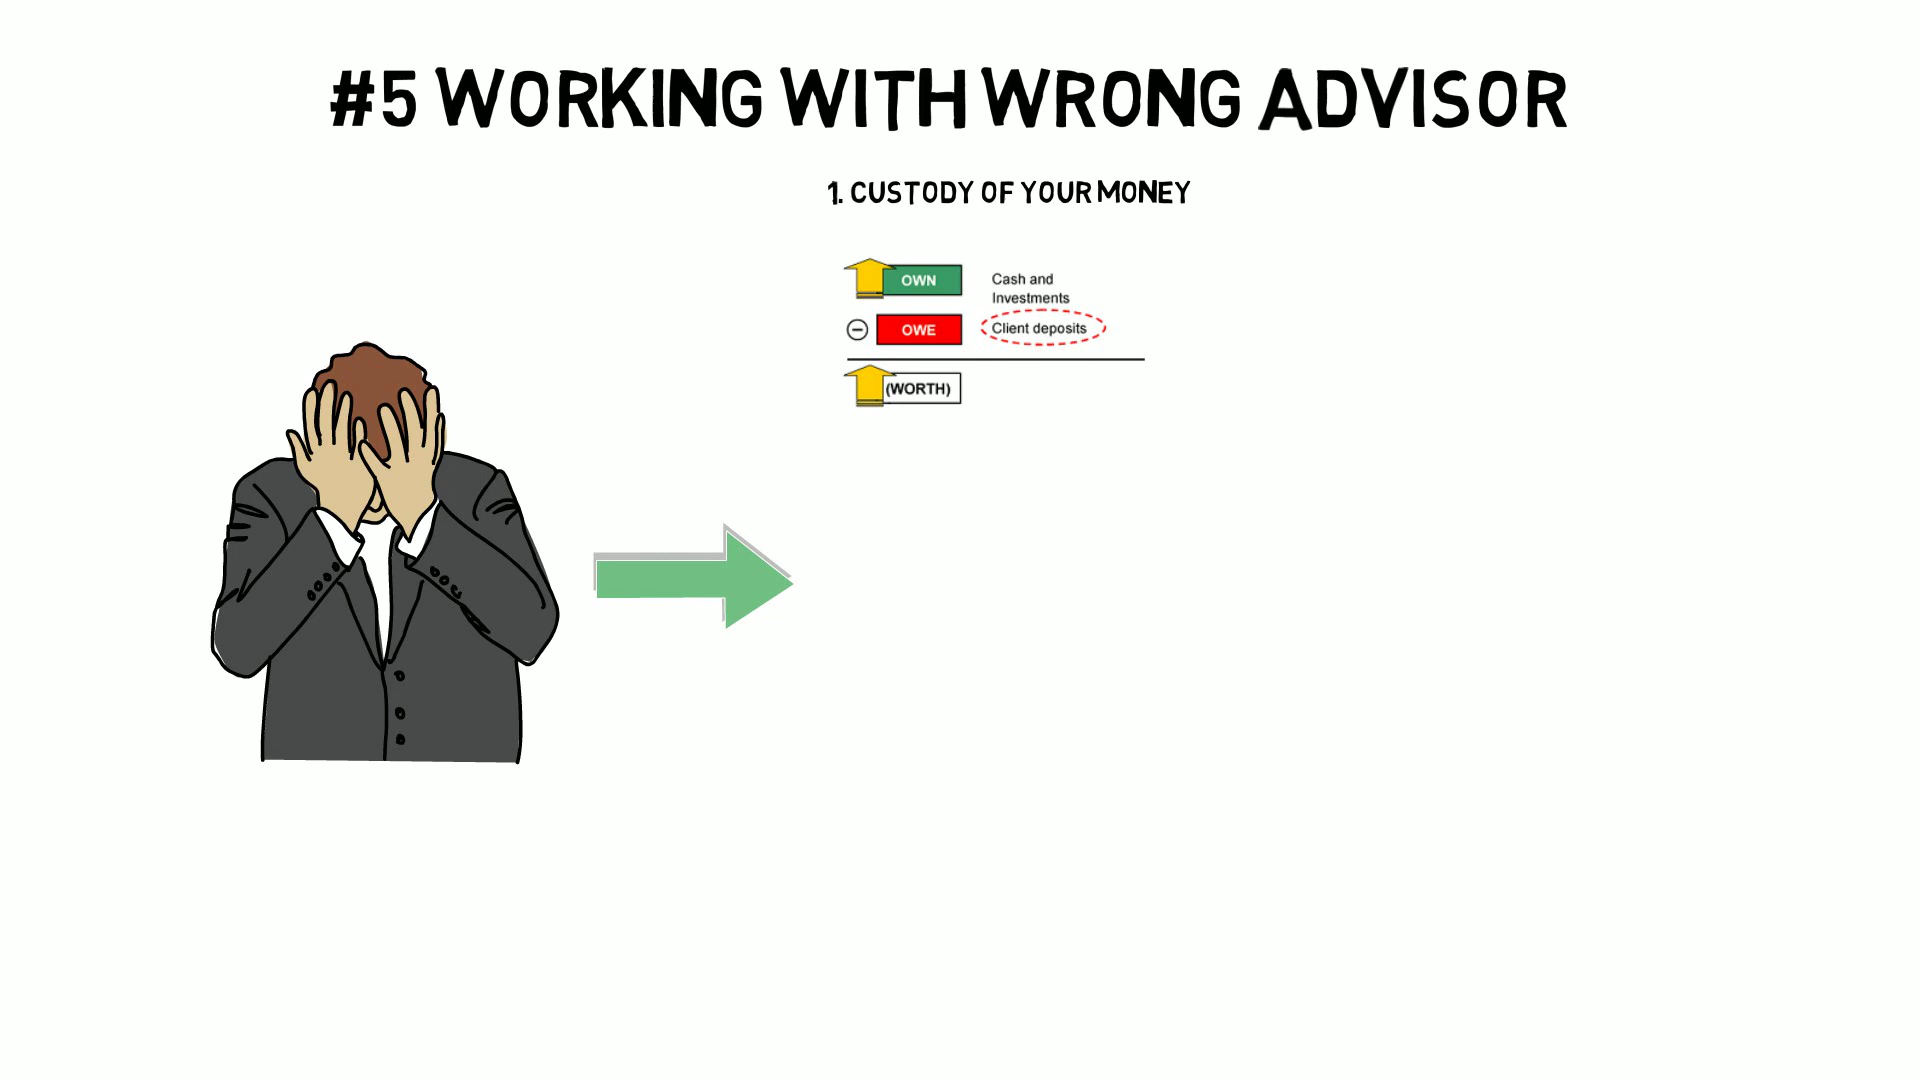 #5 WORKING WITH WRONG ADVISOR
1. CUSTODY OF YOUR MONEY
OWN Cash and
Investments
OWE Client deposits
(WORTH)